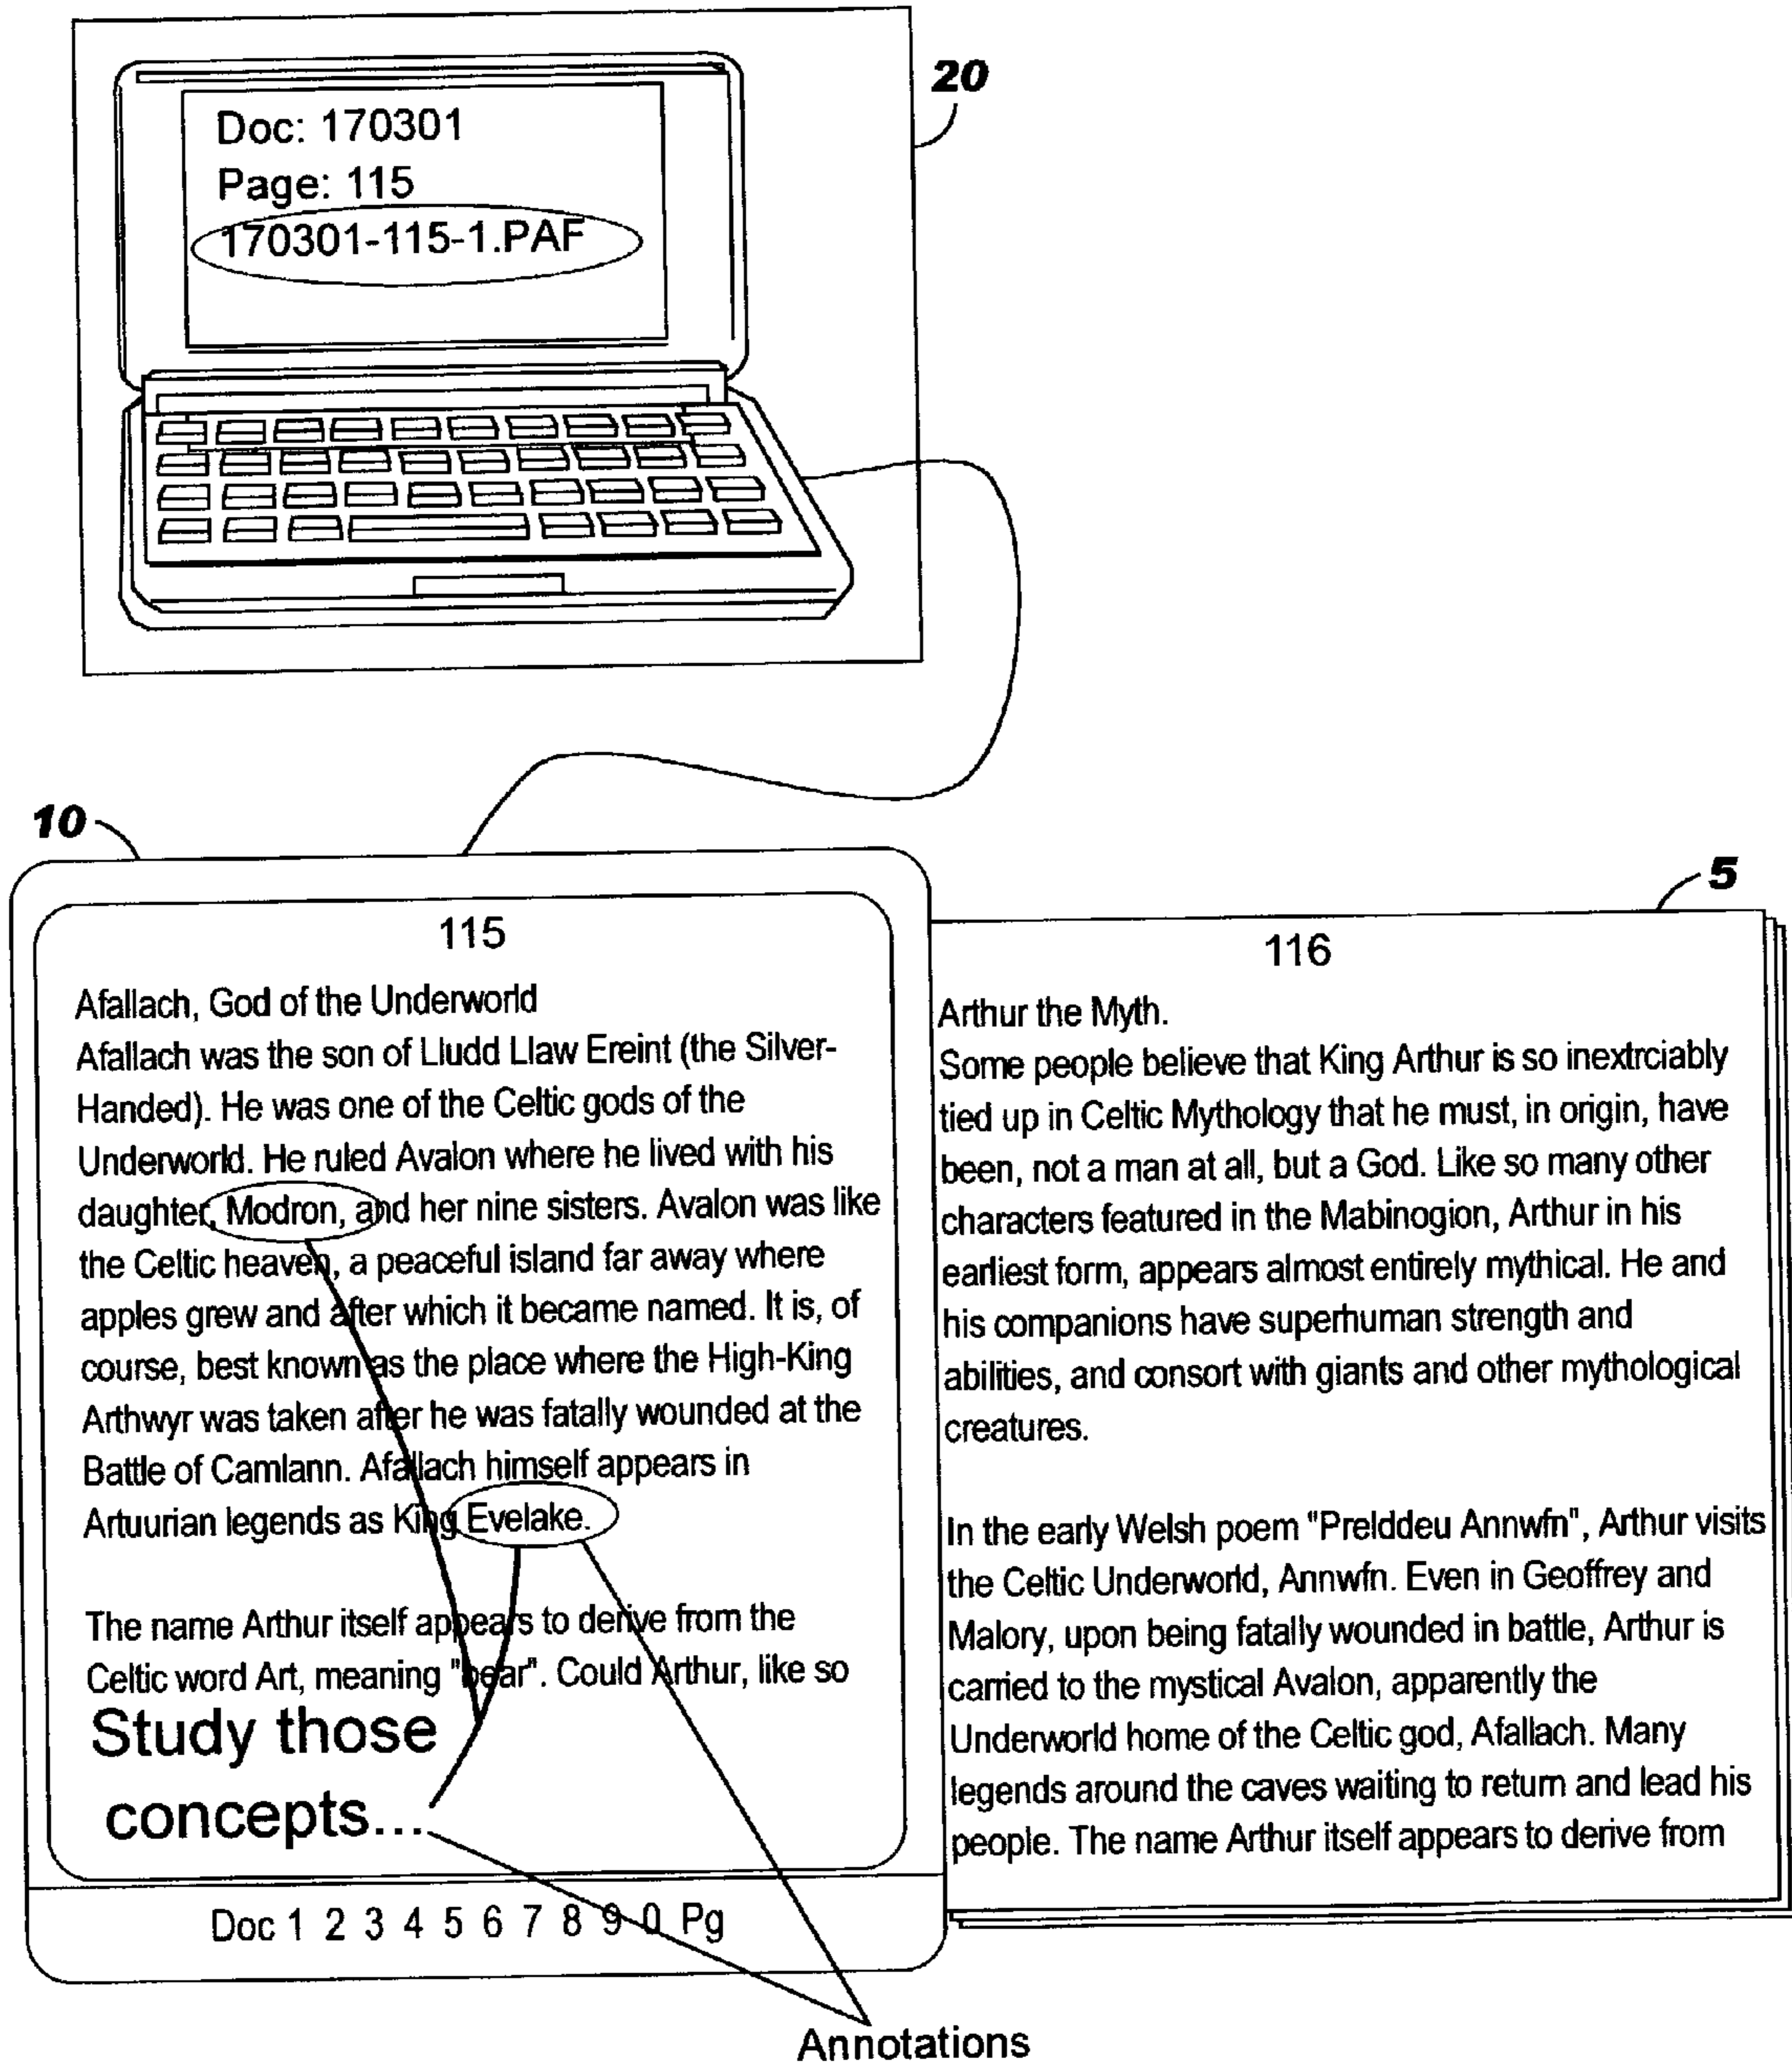 20
Doc: 170301
Page: 115
170301-115-1.PAF
10
115
Afallach, God of the Underworld
Afallach was the son of Lludd Llaw Ereint (the Silver-
Handed). He was one of the Celtic gods of the
Underworld. He ruled Avalon where he lived with his
daughter, Modron, and her nine sisters. Avalon was like
the Celtic heaven, a peaceful island far away where
apples grew and after which it became named. It is, of
course, best known as the place where the High-King
Arthwyr was taken after he was fatally wounded at the
Battle of Camlann. Afallach himself appears in
Artuurian legends as King Evelake.
The name Arthur itself appears to derive from the
Celtic word Art, meaning "bear". Could Arthur, like so
Study those
concepts...
Doc 1 2 3 4 5 6 7 8 9 0 Pg
5
116
Arthur the Myth.
Some people believe that King Arthur is so inextrciably
tied up in Celtic Mythology that he must, in origin, have
been, not a man at all, but a God. Like so many other
characters featured in the Mabinogion, Arthur in his
earliest form, appears almost entirely mythical. He and
his companions have superhuman strength and
abilities, and consort with giants and other mythological
creatures.
In the early Welsh poem "Prelddeu Annwfn", Arthur visits
the Celtic Underworld, Annwfn. Even in Geoffrey and
Malory, upon being fatally wounded in battle, Arthur is
carried to the mystical Avalon, apparently the
Underworld home of the Celtic god, Afallach. Many
legends around the caves waiting to return and lead his
people. The name Arthur itself appears to derive from
Annotations